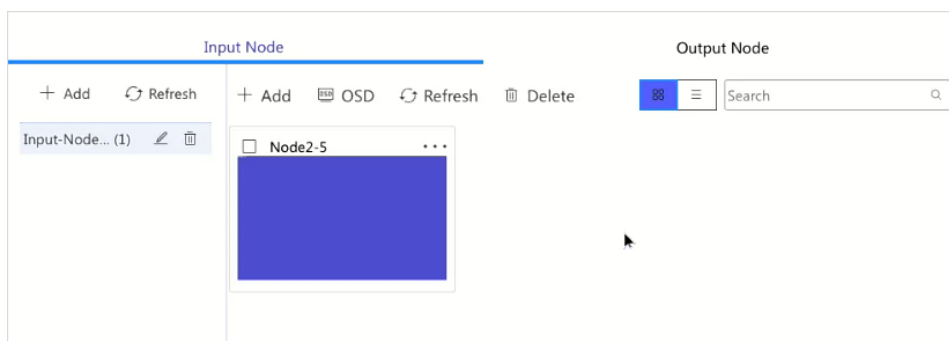 Input Node
Output Node
Add Refresh
Add OSD Refresh Delete
Search
Input-Node... (1)
Node2-5